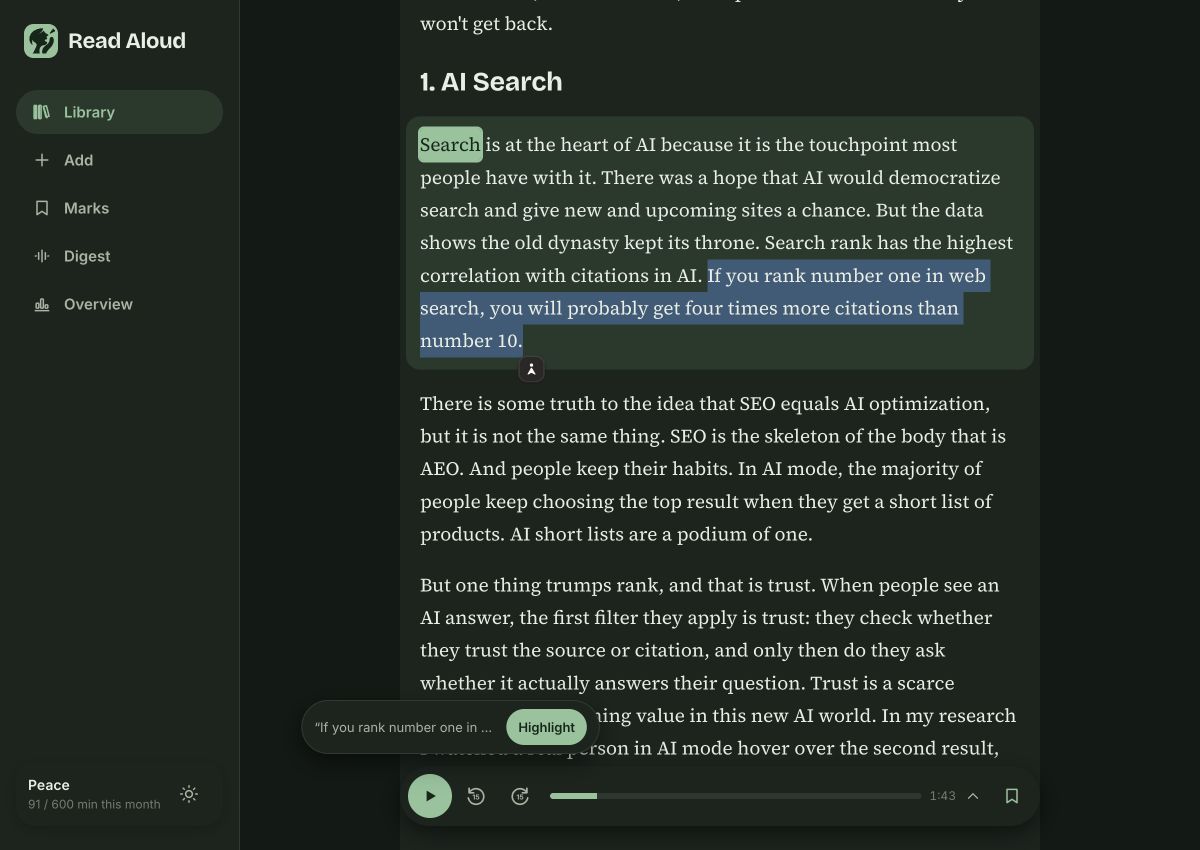 Read Aloud
Library
Add
Marks
Digest
Overview
Peace
91 / 600 min this month
won't get back.
1. AI Search
Search is at the heart of AI because it is the touchpoint most
people have with it. There was a hope that AI would democratize
search and give new and upcoming sites a chance. But the data
shows the old dynasty kept its throne. Search rank has the highest
correlation with citations in AI. If you rank number one in web
search, you will probably get four times more citations than
number 10.
There is some truth to the idea that SEO equals AI optimization,
but it is not the same thing. SEO is the skeleton of the body that is
AEO. And people keep their habits. In AI mode, the majority of
people keep choosing the top result when they get a short list of
products. AI short lists are a podium of one.
But one thing trumps rank, and that is trust. When people see an
AI answer, the first filter they apply is trust: they check whether
they trust the source or citation, and only then do they ask
whether it actually answers their question. Trust is a scarce
ning value in this new AI world. In my research
person in AI mode hover over the second result,
“If you rank number one in ...
Highlight
15
15
1:43